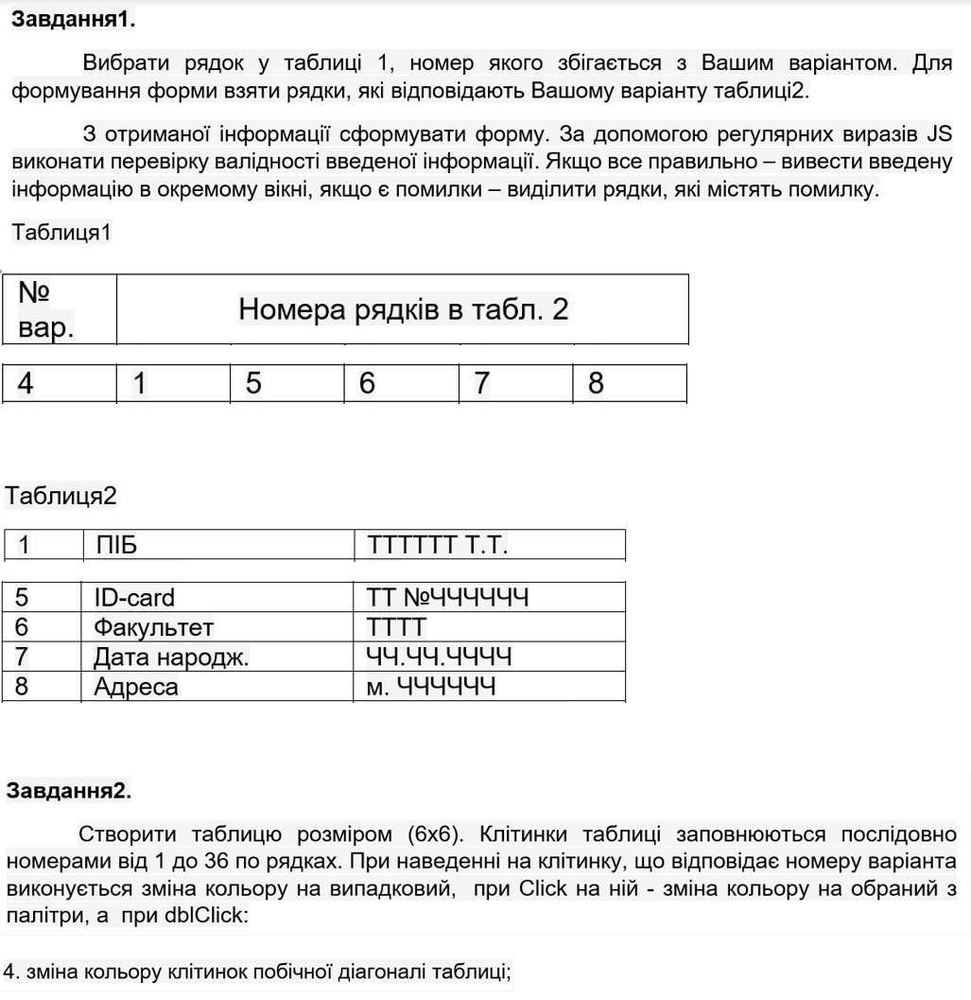 Завдання1.
Вибрати рядок у таблиці 1, номер якого збігається з Вашим варіантом. Для
формування форми взяти рядки, які відповідають Вашому варіанту таблиці2.
З отриманої інформації сформувати форму. За допомогою регулярних виразів JS
виконати перевірку валідності введеної інформації. Якщо все правильно – вивести введену
інформацію в окремому вікні, якщо є помилки – виділити рядки, які містять помилку.
Таблиця1
№
вар.
Номера рядків в табл. 2
4 1 5 6 7 8
Таблиця2
1 ПІБ ТТТТТТ Т.Т.
5 ID-card ТТ №ЧЧЧЧЧЧ
6 Факультет ТТТТ
7 Дата народж. ЧЧ.ЧЧ.ЧЧЧЧ
8 Адреса м. ЧЧЧЧЧЧ
Завдання2.
Створити таблицю розміром (6х6). Клітинки таблиці заповнюються послідовно
номерами від 1 до 36 по рядках. При наведенні на клітинку, що відповідає номеру варіанта
виконується зміна кольору на випадковий, при Click на ній - зміна кольору на обраний з
палітри, а при dblClick:
4. зміна кольору клітинок побічної діагоналі таблиці;